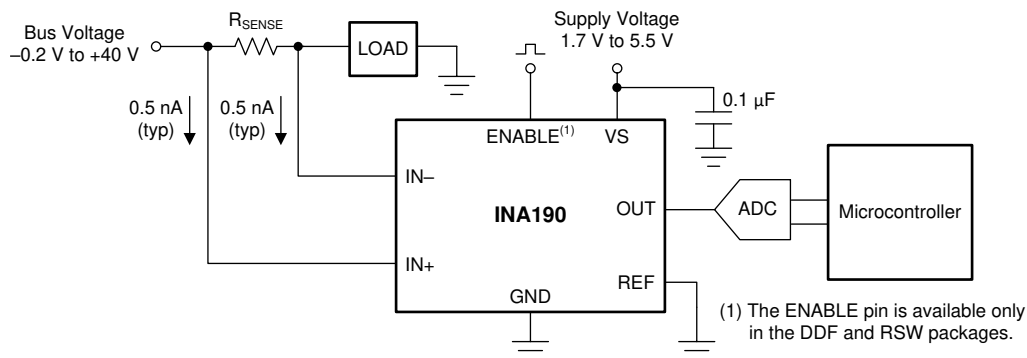 Bus Voltage
–0.2 V to +40 V
R_SENSE
LOAD
Supply Voltage
1.7 V to 5.5 V
0.5 nA
(typ)
0.5 nA
(typ)
0.1 µF
ENABLE(1)
VS
IN–
INA190
OUT
ADC
Microcontroller
IN+
REF
GND
(1) The ENABLE pin is available only
in the DDF and RSW packages.